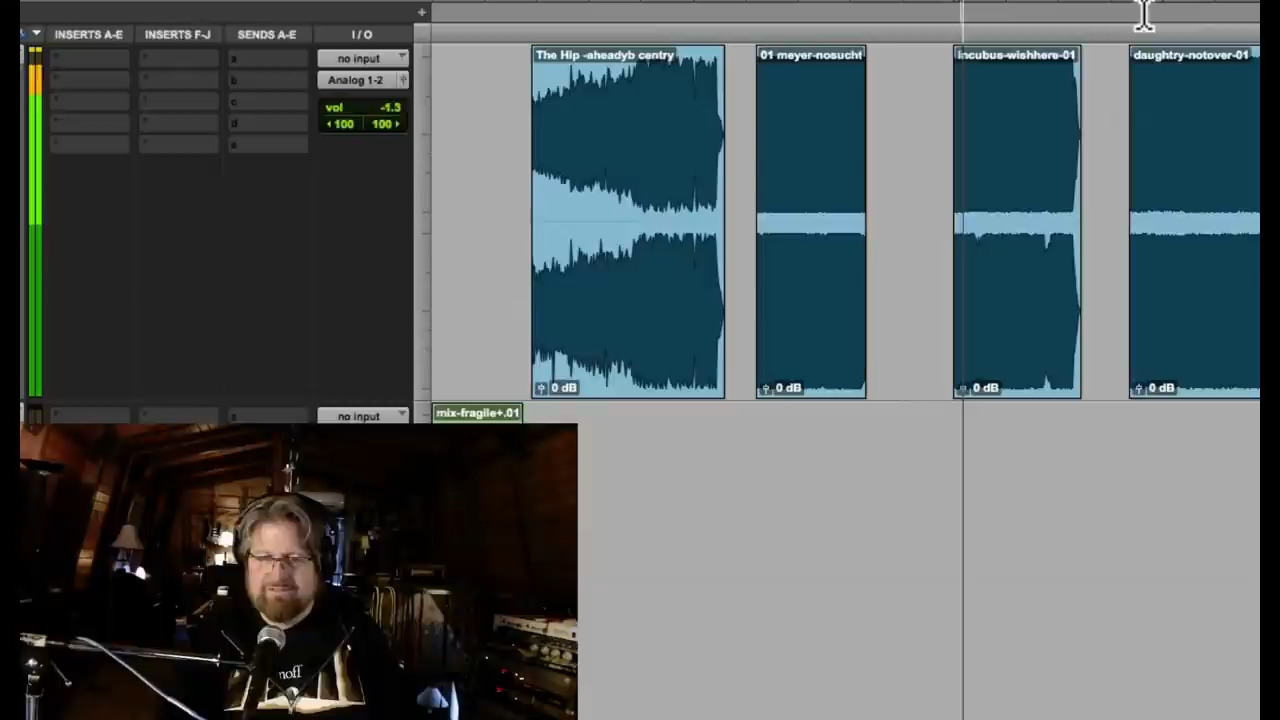 INSERTS A-E
INSERTS F-J
SENDS A-E
I / O
a
b
c
d
e
no input
Analog 1-2
vol -1.3
100 100
The Hip -aheadyb centry
01 meyer-nosucht
incubus-wishhere-01
daughtry-notover-01
0 dB
0 dB
0 dB
0 dB
a
no input
mix-fragile+.01
noff